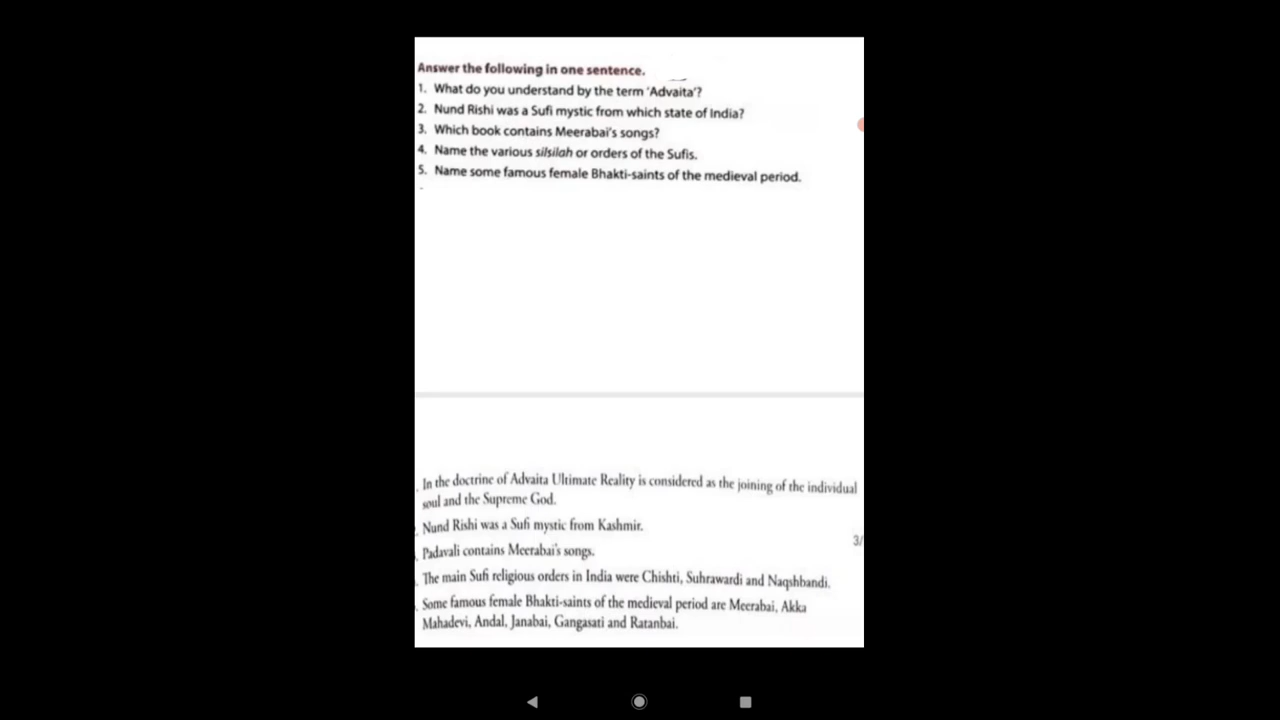 Answer the following in one sentence.
1. What do you understand by the term 'Advaita'?
2. Nund Rishi was a Sufi mystic from which state of India?
3. Which book contains Meerabai's songs?
4. Name the various silsilah or orders of the Sufis.
5. Name some famous female Bhakti-saints of the medieval period.
. In the doctrine of Advaita Ultimate Reality is considered as the joining of the individual
soul and the Supreme God.
. Nund Rishi was a Sufi mystic from Kashmir.
3/
. Padavali contains Meerabai's songs.
. The main Sufi religious orders in India were Chishti, Suhrawardi and Naqshbandi.
. Some famous female Bhakti-saints of the medieval period are Meerabai, Akka
Mahadevi, Andal, Janabai, Gangasati and Ratanbai.